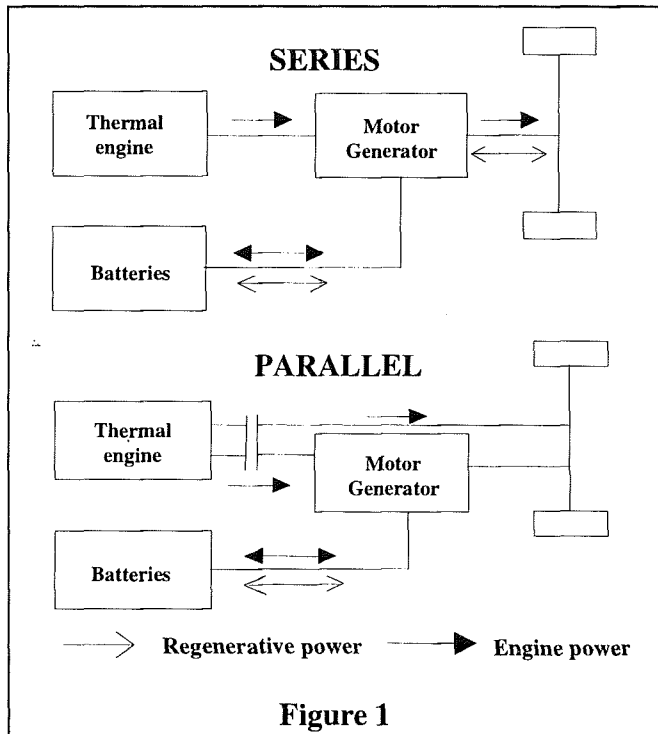 SERIES
Thermal
engine
Motor
Generator
Batteries
PARALLEL
Thermal
engine
Motor
Generator
Batteries
Regenerative power
Engine power
Figure 1